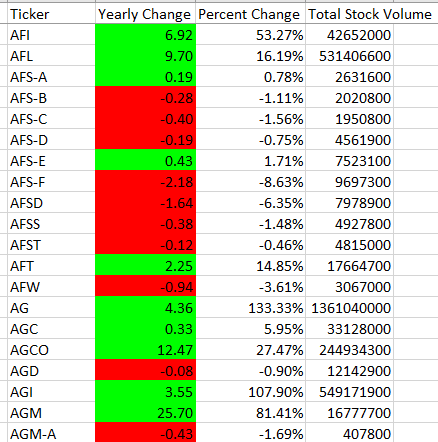 Ticker Yearly Change Percent Change Total Stock Volume
AFI 6.92 53.27% 42652000
AFL 9.70 16.19% 531406600
AFS-A 0.19 0.78% 2631600
AFS-B -0.28 -1.11% 2020800
AFS-C -0.40 -1.56% 1950800
AFS-D -0.19 -0.75% 4561900
AFS-E 0.43 1.71% 7523100
AFS-F -2.18 -8.63% 9697300
AFSD -1.64 -6.35% 7978900
AFSS -0.38 -1.48% 4927800
AFST -0.12 -0.46% 4815000
AFT 2.25 14.85% 17664700
AFW -0.94 -3.61% 3067000
AG 4.36 133.33% 1361040000
AGC 0.33 5.95% 33128000
AGCO 12.47 27.47% 244934300
AGD -0.08 -0.90% 12142900
AGI 3.55 107.90% 549171900
AGM 25.70 81.41% 16777700
AGM-A -0.43 -1.69% 407800